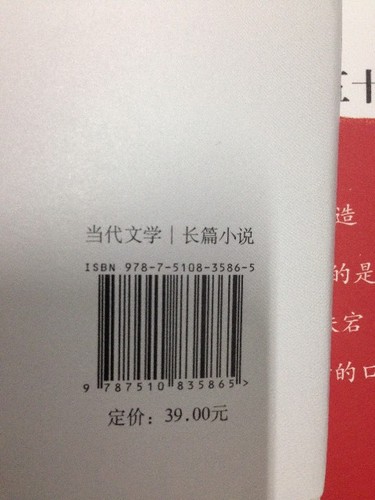 当代文学｜长篇小说
ISBN 978-7-5108-3586-5
9 787510 835865 >
定价：39.00元
造
的是
宕
的口